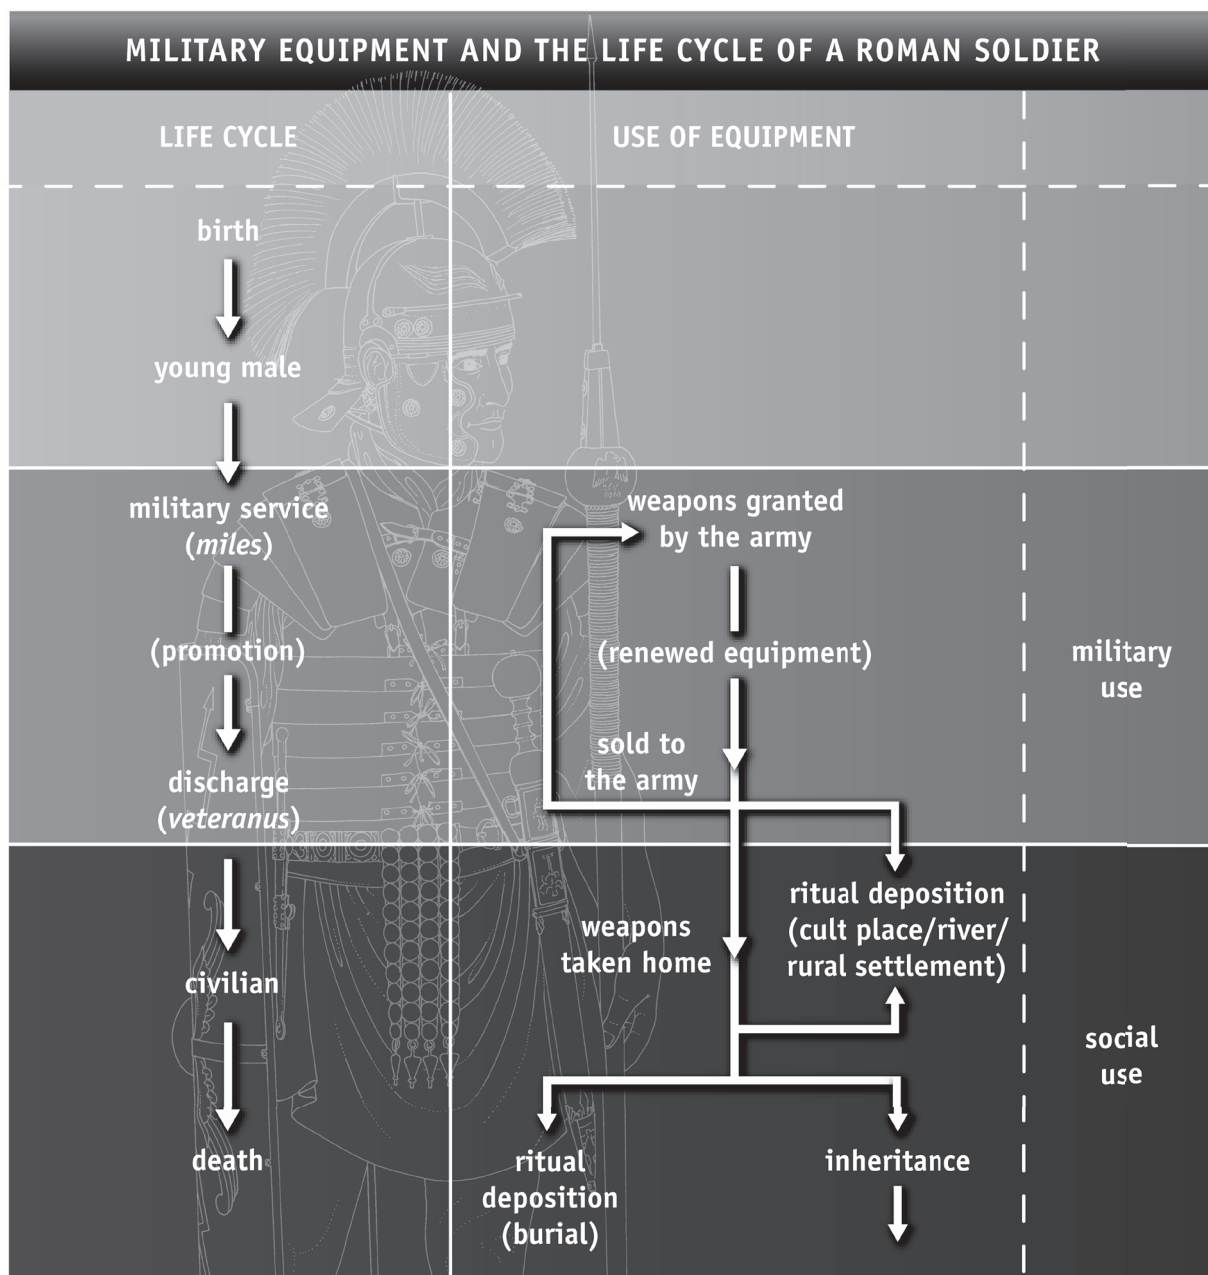 MILITARY EQUIPMENT AND THE LIFE CYCLE OF A ROMAN SOLDIER
LIFE CYCLE
USE OF EQUIPMENT
birth
young male
military service
(miles)
(promotion)
discharge
(veteranus)
civilian
death
weapons granted
by the army
(renewed equipment)
sold to
the army
weapons
taken home
ritual deposition
(cult place/river/
rural settlement)
ritual
deposition
(burial)
inheritance
military
use
social
use